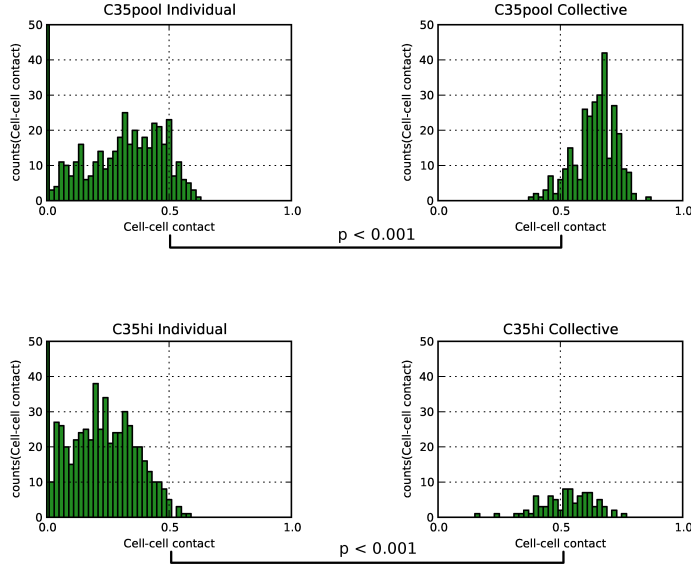 C35pool Individual
C35pool Collective
counts(Cell-cell contact)
50
40
30
20
10
0
0.0
0.5
1.0
Cell-cell contact
counts(Cell-cell contact)
50
40
30
20
10
0
0.0
0.5
1.0
Cell-cell contact
p < 0.001
C35hi Individual
C35hi Collective
counts(Cell-cell contact)
50
40
30
20
10
0
0.0
0.5
1.0
Cell-cell contact
counts(Cell-cell contact)
50
40
30
20
10
0
0.0
0.5
1.0
Cell-cell contact
p < 0.001